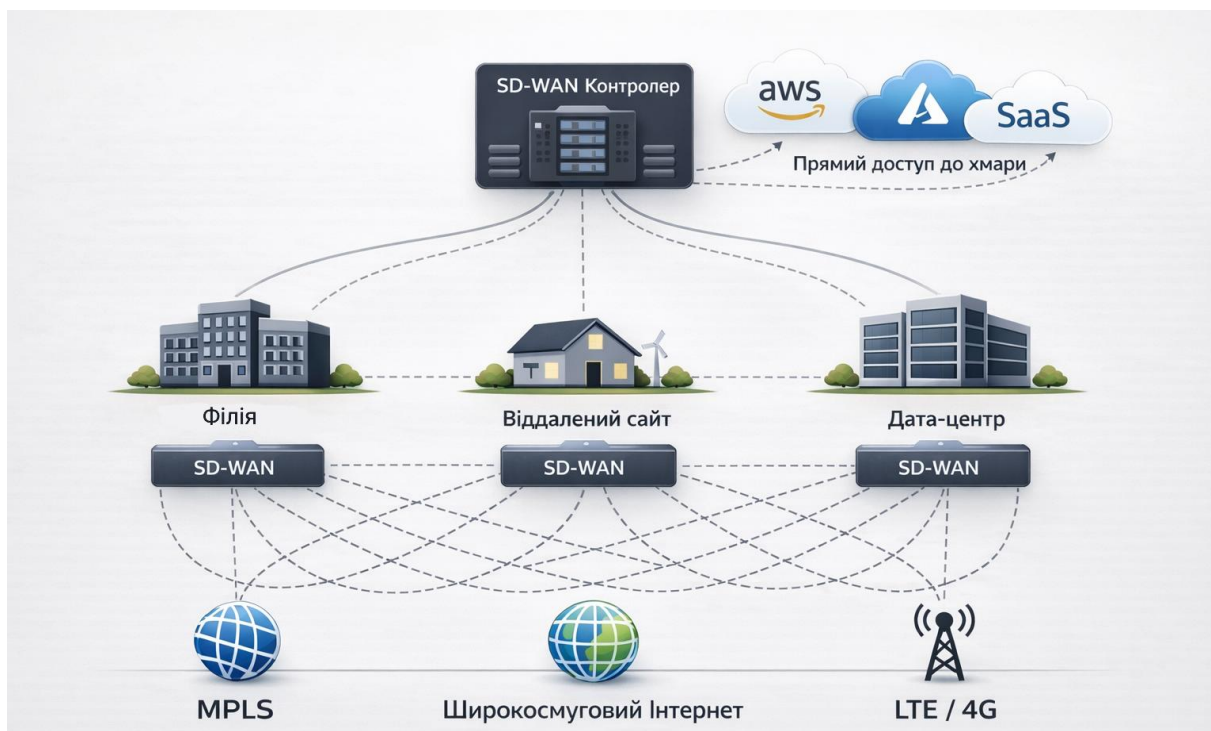 SD-WAN Контролер
aws
SaaS
Прямий доступ до хмари
Філія
Віддалений сайт
Дата-центр
SD-WAN
SD-WAN
SD-WAN
MPLS
Широкосмуговий Інтернет
LTE / 4G